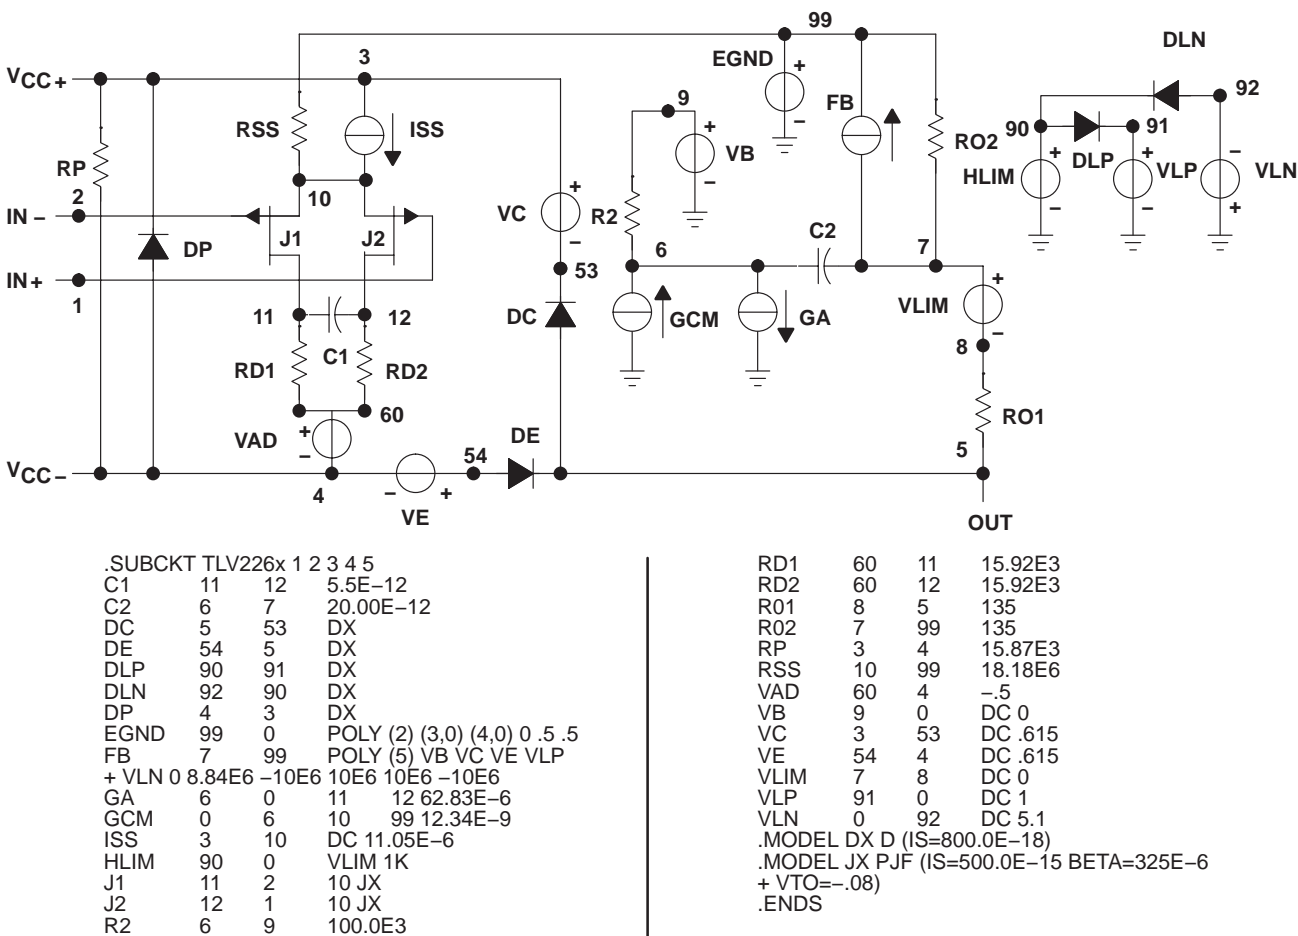 99
DLN
3
EGND
+
VCC+
9
92
FB
RSS
ISS
+
90
91
RO2
−
VB
RP
−
DLP
+
+
−
HLIM
VLP
VLN
2
10
+
IN −
VC
R2
−
−
+
J1
J2
C2
DP
−
6
7
IN+
53
+
1
DC
GCM
GA
VLIM
11
12
−
C1
8
RD1
RD2
RO1
60
+
VAD
DE
−
54
5
VCC−
4
−
+
VE
OUT
.SUBCKT TLV226x 1 2 3 4 5
C1 11 12 5.5E−12
C2 6 7 20.00E−12
DC 5 53 DX
DE 54 5 DX
DLP 90 91 DX
DLN 92 90 DX
DP 4 3 DX
EGND 99 0 POLY (2) (3,0) (4,0) 0 .5 .5
FB 7 99 POLY (5) VB VC VE VLP
+ VLN 0 8.84E6 −10E6 10E6 10E6 −10E6
GA 6 0 11 12 62.83E−6
GCM 0 6 10 99 12.34E−9
ISS 3 10 DC 11.05E−6
HLIM 90 0 VLIM 1K
J1 11 2 10 JX
J2 12 1 10 JX
R2 6 9 100.0E3
RD1 60 11 15.92E3
RD2 60 12 15.92E3
R01 8 5 135
R02 7 99 135
RP 3 4 15.87E3
RSS 10 99 18.18E6
VAD 60 4 −.5
VB 9 0 DC 0
VC 3 53 DC .615
VE 54 4 DC .615
VLIM 7 8 DC 0
VLP 91 0 DC 1
VLN 0 92 DC 5.1
.MODEL DX D (IS=800.0E−18)
.MODEL JX PJF (IS=500.0E−15 BETA=325E−6
+ VTO=−.08)
.ENDS